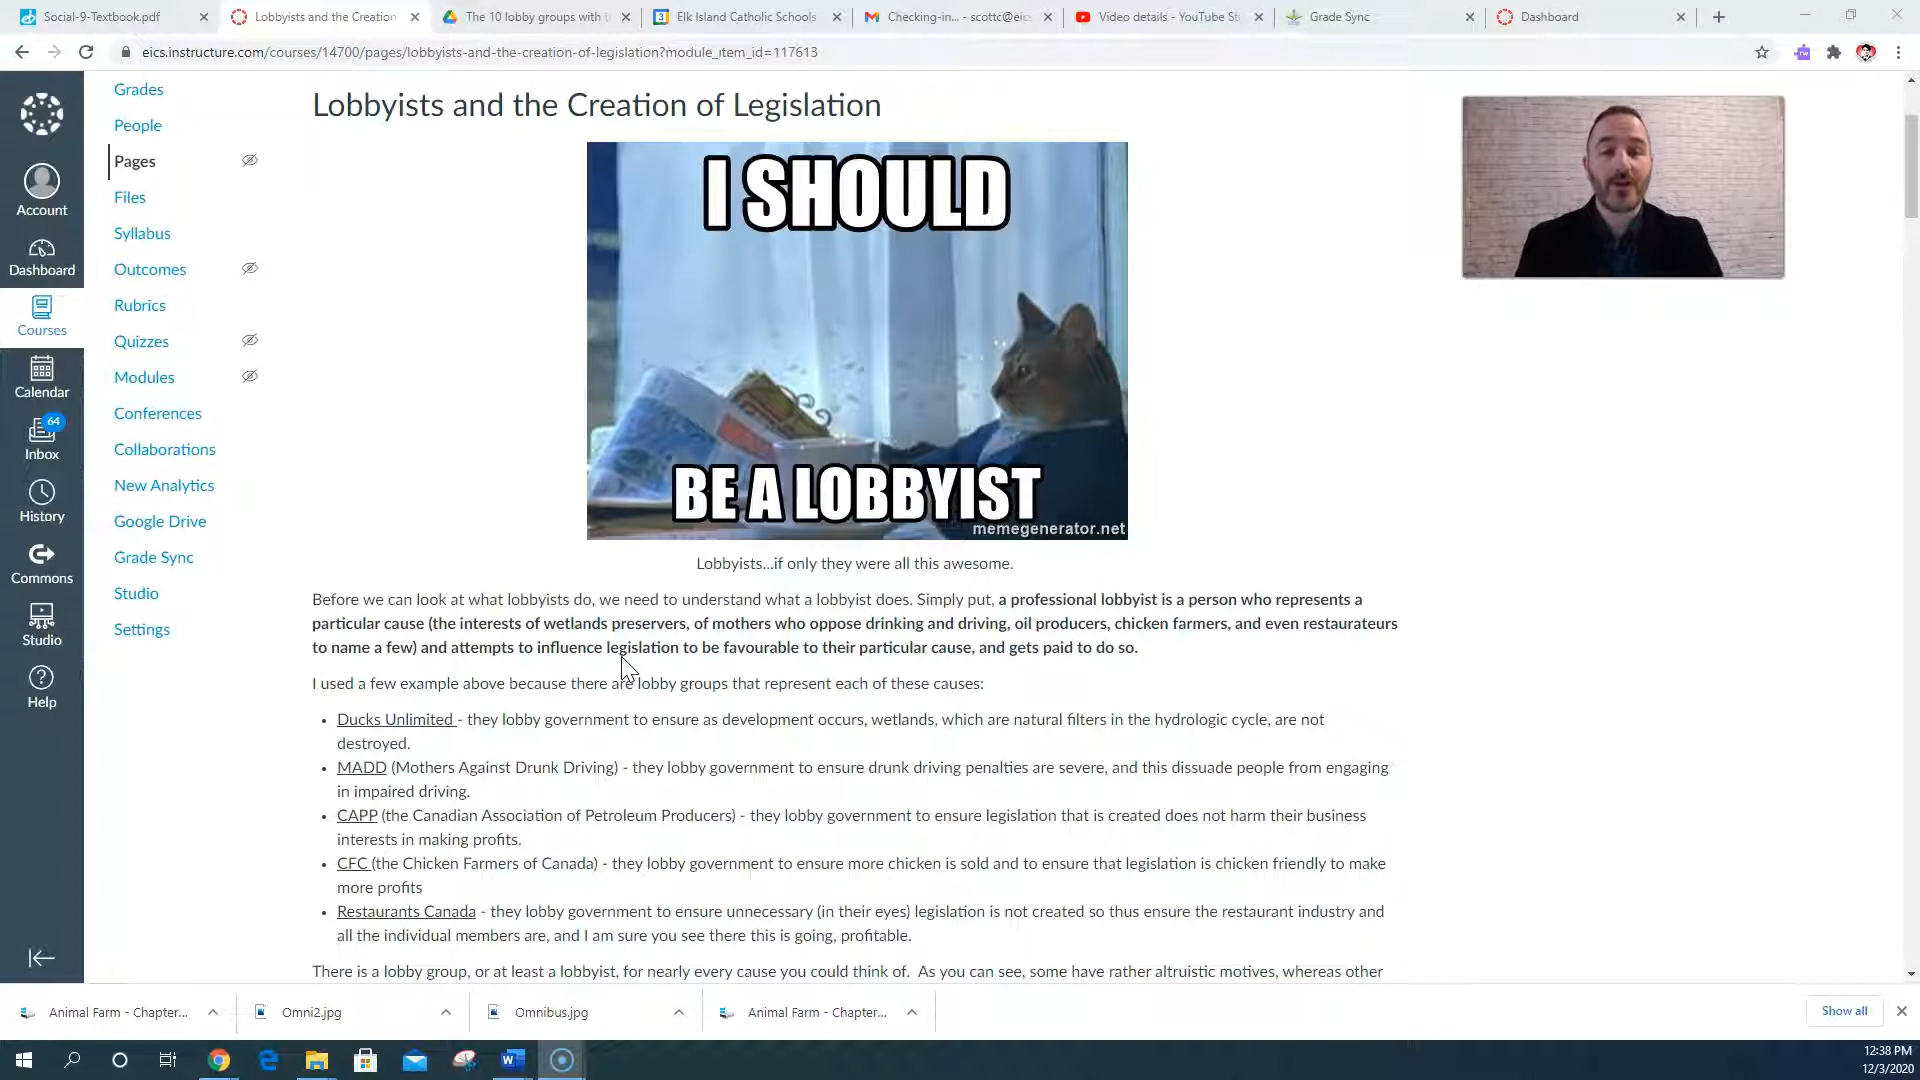 Social-9-Textbook.pdf
Lobbyists and the Creation
The 10 lobby groups with t
Elk Island Catholic Schools
Checking-in... - scottc@eics
Video details - YouTube St
Grade Sync
Dashboard
eics.instructure.com/courses/14700/pages/lobbyists-and-the-creation-of-legislation?module_item_id=117613
Account
Dashboard
Courses
Calendar
64
Inbox
History
Commons
Studio
Help
Grades
People
Pages
Files
Syllabus
Outcomes
Rubrics
Quizzes
Modules
Conferences
Collaborations
New Analytics
Google Drive
Grade Sync
Studio
Settings
Lobbyists and the Creation of Legislation
I SHOULD
BE A LOBBYIST
memegenerator.net
Lobbyists...if only they were all this awesome.
Before we can look at what lobbyists do, we need to understand what a lobbyist does. Simply put, a professional lobbyist is a person who represents a
particular cause (the interests of wetlands preservers, of mothers who oppose drinking and driving, oil producers, chicken farmers, and even restaurateurs
to name a few) and attempts to influence legislation to be favourable to their particular cause, and gets paid to do so.
I used a few example above because there are lobby groups that represent each of these causes:
• Ducks Unlimited - they lobby government to ensure as development occurs, wetlands, which are natural filters in the hydrologic cycle, are not
destroyed.
• MADD (Mothers Against Drunk Driving) - they lobby government to ensure drunk driving penalties are severe, and this dissuade people from engaging
in impaired driving.
• CAPP (the Canadian Association of Petroleum Producers) - they lobby government to ensure legislation that is created does not harm their business
interests in making profits.
• CFC (the Chicken Farmers of Canada) - they lobby government to ensure more chicken is sold and to ensure that legislation is chicken friendly to make
more profits
• Restaurants Canada - they lobby government to ensure unnecessary (in their eyes) legislation is not created so thus ensure the restaurant industry and
all the individual members are, and I am sure you see there this is going, profitable.
There is a lobby group, or at least a lobbyist, for nearly every cause you could think of. As you can see, some have rather altruistic motives, whereas other
Animal Farm - Chapter...
Omni2.jpg
Omnibus.jpg
Animal Farm - Chapter...
Show all
12:38 PM
12/3/2020